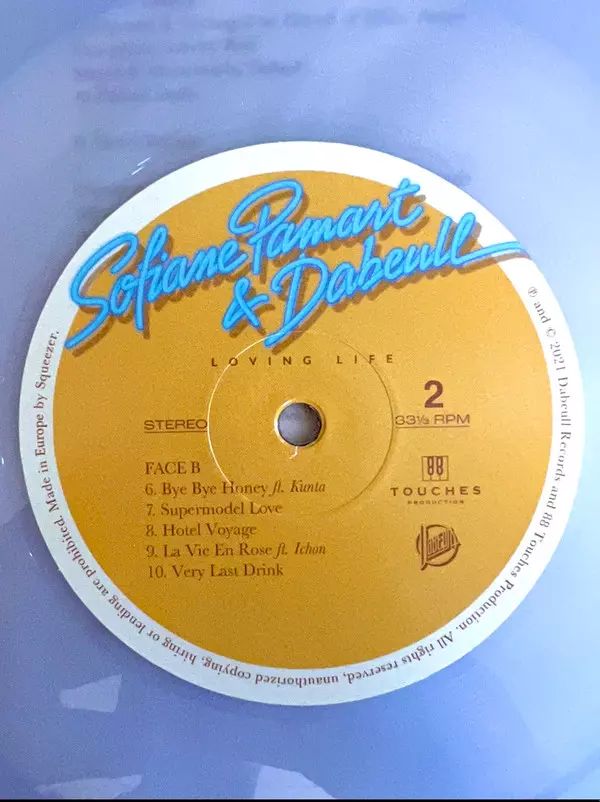 Sofiane Pamart
& Dabeull
LOVING LIFE
STEREO
2
33⅓ RPM
FACE B
6. Bye Bye Honey ft. Kunta
7. Supermodel Love
8. Hotel Voyage
9. La Vie En Rose ft. Ichon
10. Very Last Drink
88
TOUCHES
PRODUCTION
Dabeull
℗ and © 2021 Dabeull Records and 88 Touches Production. All rights reserved, unauthorized copying, hiring or lending are prohibited. Made in Europe by Squeezer.